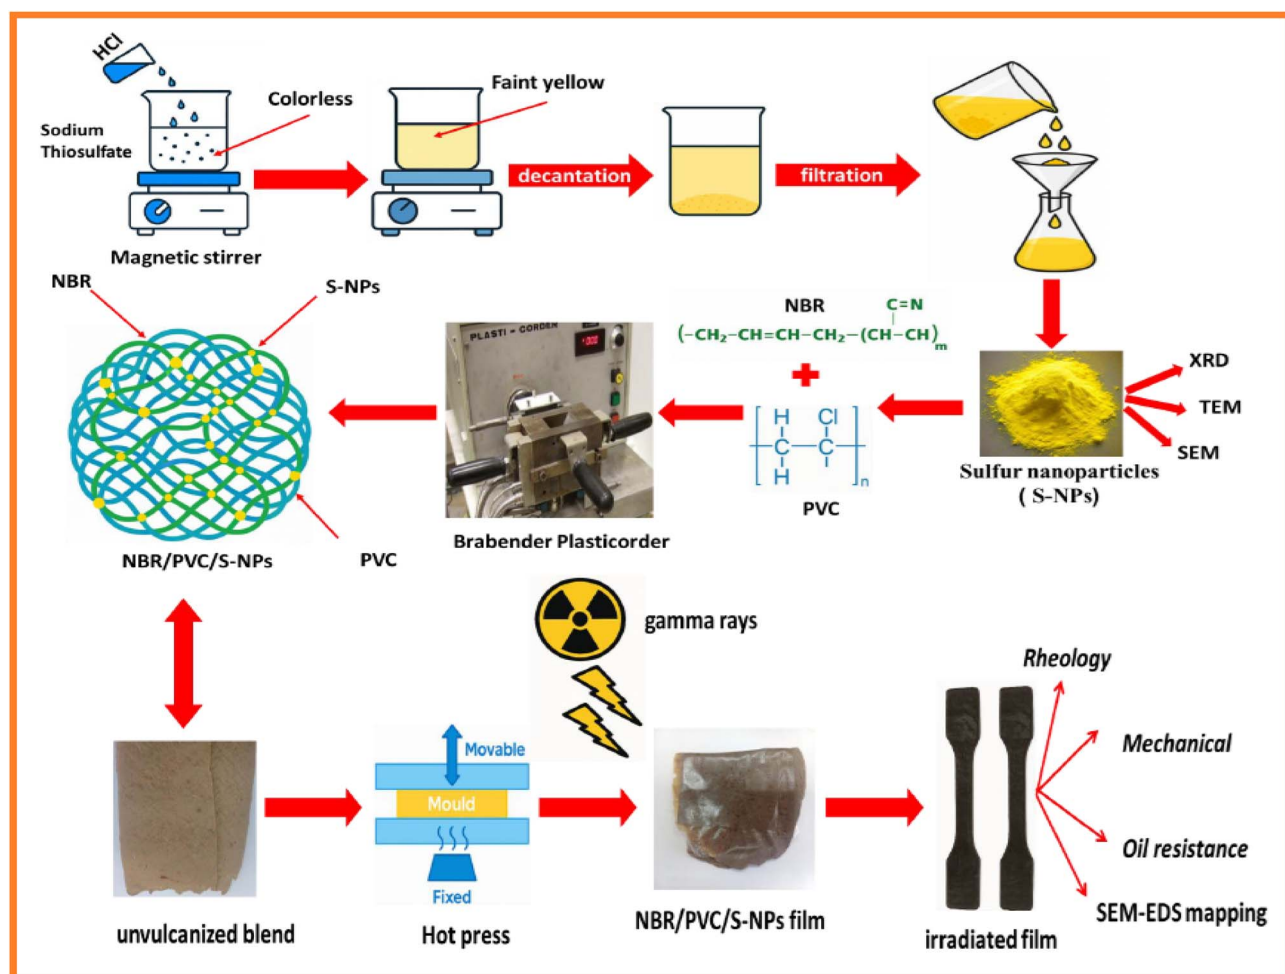 HCl
Colorless
Sodium
Thiosulfate
Magnetic stirrer
Faint yellow
decantation
filtration
NBR
S-NPs
PVC
NBR/PVC/S-NPs
PLASTI-CORDER
Brabender Plasticorder
NBR
C=N
(-CH₂-CH=CH-CH₂-(CH-CH)ₘ
H Cl
C C
H
n
PVC
XRD
TEM
SEM
Sulfur nanoparticles
( S-NPs)
gamma rays
unvulcanized blend
Movable
Mould
Fixed
Hot press
NBR/PVC/S-NPs film
irradiated film
Rheology
Mechanical
Oil resistance
SEM-EDS mapping